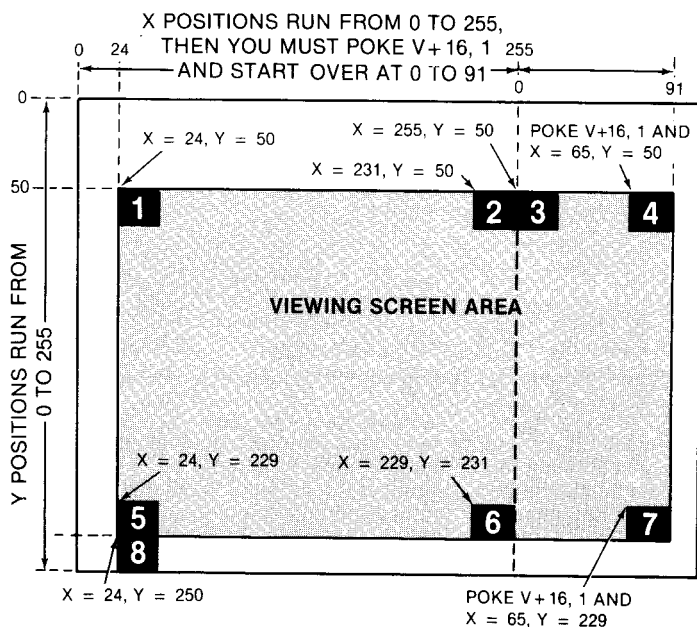 X POSITIONS RUN FROM 0 TO 255,
THEN YOU MUST POKE V+16, 1
AND START OVER AT 0 TO 91
0 24 255
0 91
0
X = 24, Y = 50
X = 255, Y = 50
X = 231, Y = 50
POKE V+16, 1 AND
X = 65, Y = 50
50
1 2 3 4
Y POSITIONS RUN FROM
0 TO 255
VIEWING SCREEN AREA
X = 24, Y = 229
X = 229, Y = 231
5 6 7
8
X = 24, Y = 250
POKE V+16, 1 AND
X = 65, Y = 229